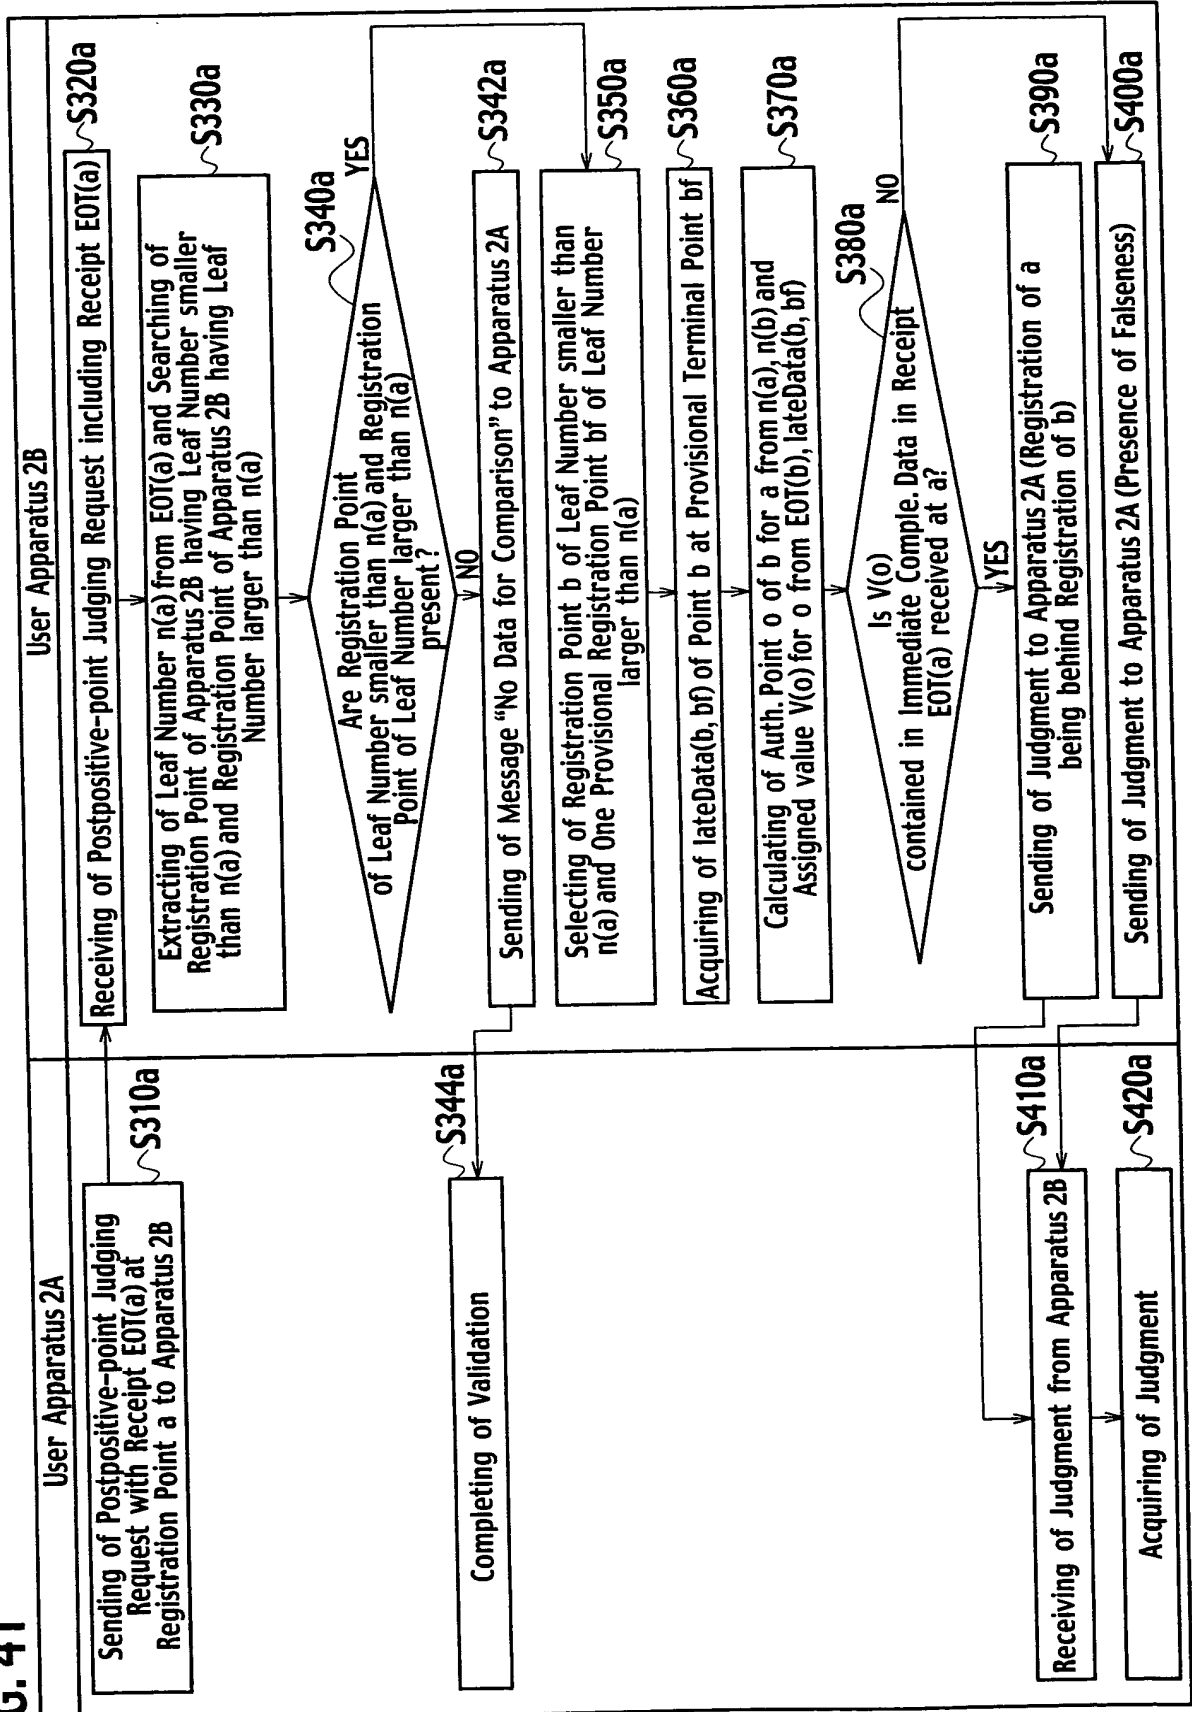 G. 41
User Apparatus 2A
User Apparatus 2B
Sending of Postpositive-point Judging
Request with Receipt EOT(a) at
Registration Point a to Apparatus 2B
S310a
Receiving of Postpositive-point Judging Request including Receipt EOT(a)
S320a
Extracting of Leaf Number n(a) from EOT(a) and Searching of
Registration Point of Apparatus 2B having Leaf Number smaller
than n(a) and Registration Point of Apparatus 2B having Leaf
Number larger than n(a)
S330a
Are Registration Point
of Leaf Number smaller than n(a) and Registration
Point of Leaf Number larger than n(a)
present?
S340a
YES
NO
Sending of Message "No Data for Comparison" to Apparatus 2A
S342a
Completing of Validation
S344a
Selecting of Registration Point b of Leaf Number smaller than
n(a) and One Provisional Registration Point bf of Leaf Number
larger than n(a)
S350a
Acquiring of lateData(b, bf) of Point b at Provisional Terminal Point bf
S360a
Calculating of Auth. Point o of b for a from n(a), n(b) and
Assigned value V(o) for o from EOT(b), lateData(b, bf)
S370a
Is V(o)
contained in Immediate Comple. Data in Receipt
EOT(a) received at a?
S380a
NO
YES
Sending of Judgment to Apparatus 2A (Registration of a
being behind Registration of b)
S390a
Sending of Judgment to Apparatus 2A (Presence of Falseness)
S400a
Receiving of Judgment from Apparatus 2B
S410a
Acquiring of Judgment
S420a